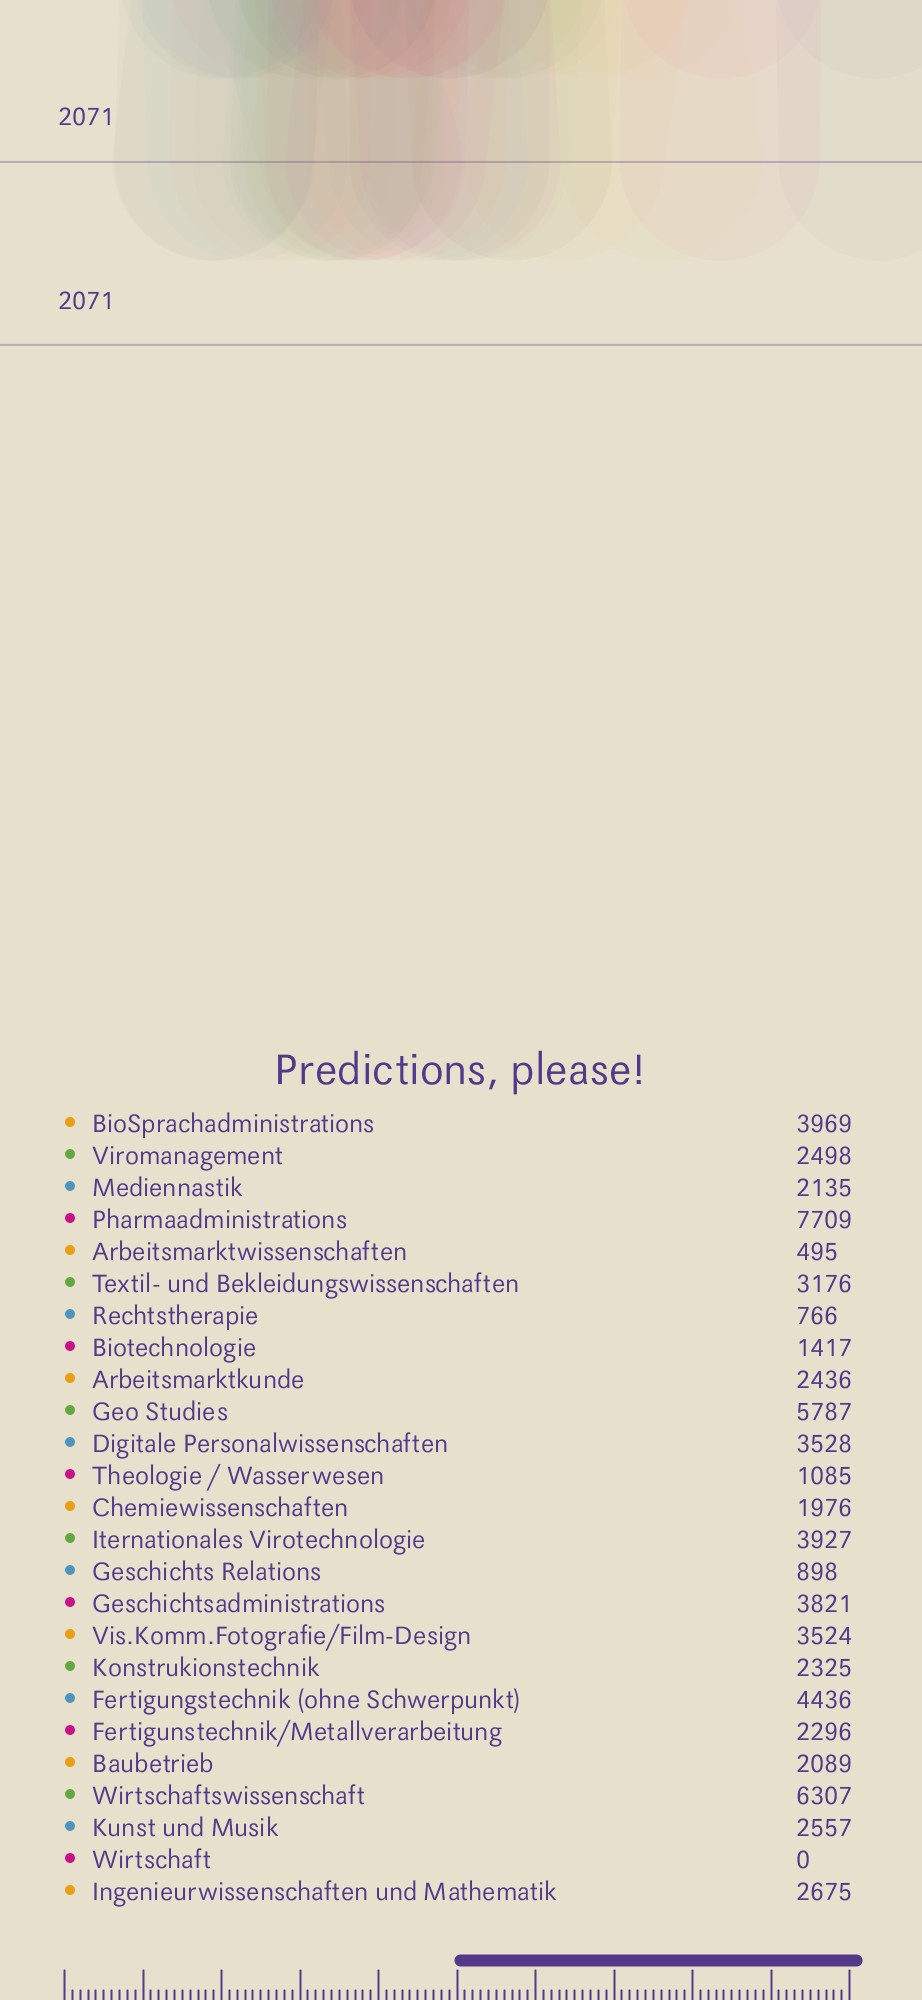 2071
2071
Predictions, please!
BioSprachadministrations 3969
Viromanagement 2498
Mediennastik 2135
Pharmaadministrations 7709
Arbeitsmarktwissenschaften 495
Textil- und Bekleidungswissenschaften 3176
Rechtstherapie 766
Biotechnologie 1417
Arbeitsmarktkunde 2436
Geo Studies 5787
Digitale Personalwissenschaften 3528
Theologie / Wasserwesen 1085
Chemiewissenschaften 1976
Iternationales Virotechnologie 3927
Geschichts Relations 898
Geschichtsadministrations 3821
Vis.Komm.Fotografie/Film-Design 3524
Konstrukionstechnik 2325
Fertigungstechnik (ohne Schwerpunkt) 4436
Fertigunstechnik/Metallverarbeitung 2296
Baubetrieb 2089
Wirtschaftswissenschaft 6307
Kunst und Musik 2557
Wirtschaft 0
Ingenieurwissenschaften und Mathematik 2675